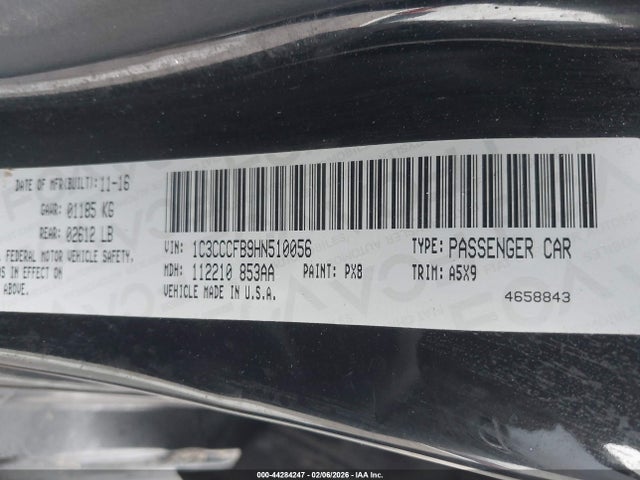 DATE OF MFR(BUILT): 11-16
GAWR: 01185 KG
REAR: 02612 LB
FEDERAL MOTOR VEHICLE SAFETY.
S IN EFFECT ON
ABOVE.
VIN: 1C3CCCFB9HN510056
TYPE: PASSENGER CAR
MDH: 112210 853AA PAINT: PX8 TRIM: A5X9
VEHICLE MADE IN U.S.A.
4658843
000-44284247 - 02/06/2026 - IAA Inc.